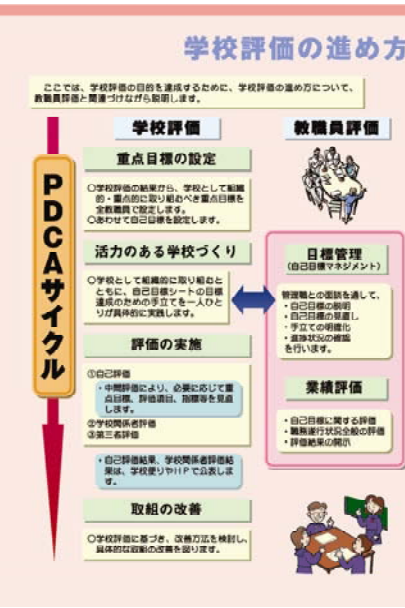 学校評価の進め方
ここでは、学校評価の目的を達成するために、学校評価の進め方について、
教職員評価と関連づけながら説明します。
学校評価
教職員評価
PDCAサイクル
重点目標の設定
○学校評価の結果から、学校として組織
的・重点的に取り組むべき重点目標を
全教職員で設定します。
○あわせて自己目標を設定します。
活力のある学校づくり
○学校として組織的に取り組むと
ともに、自己目標シートの目標
達成のための手立てを一人ひと
りが具体的に実践します。
目標管理
(自己目標マネジメント)
管理職との面談を通して、
・自己目標の説明
・自己目標の見直し
・手立ての明確化
・進捗状況の確認
を行います。
評価の実施
①自己評価
・中間評価により、必要に応じて重
点目標、評価項目、指標等を見直
します。
②学校関係者評価
③第三者評価
・自己評価結果、学校関係者評価結
果は、学校便りやHPで公表しま
す。
業績評価
・自己目標に関する評価
・職務遂行状況全般の評価
・評価結果の開示
取組の改善
○学校評価に基づき、改善方法を検討し、
具体的な取組の改善を図ります。